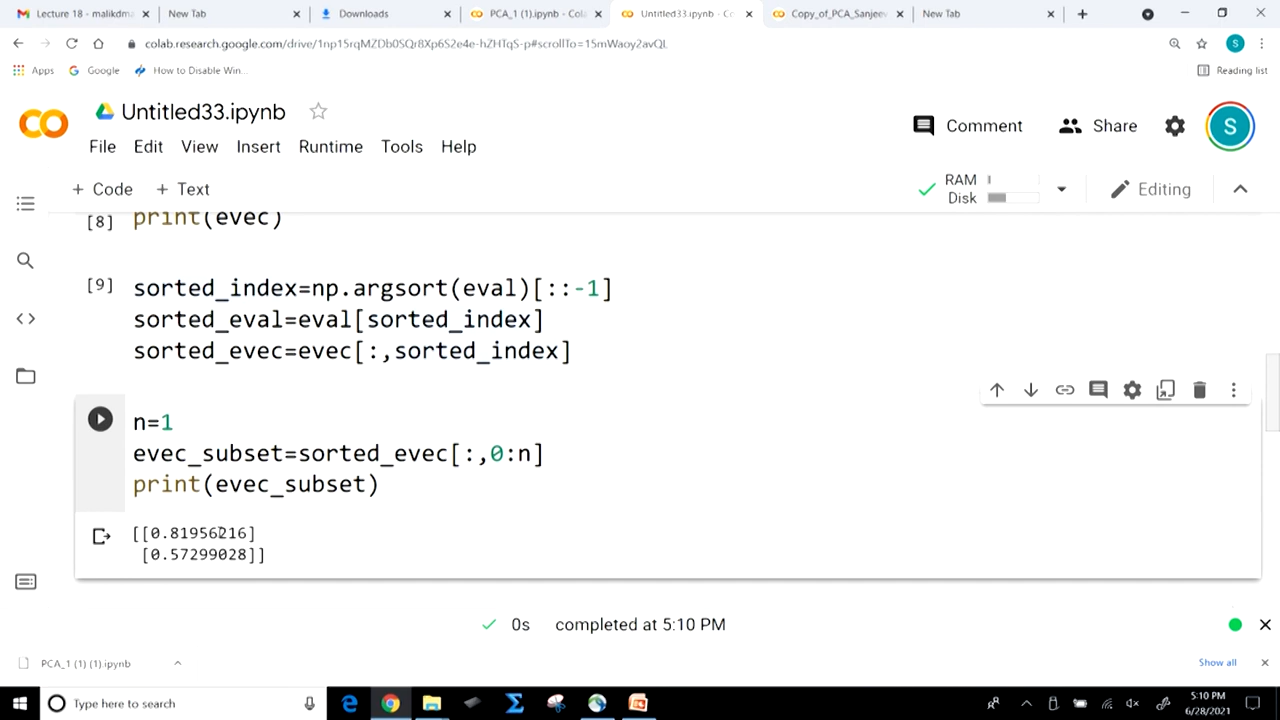 Lecture 18 - malikdm
New Tab
Downloads
PCA_1 (1).ipynb - Cola
Untitled33.ipynb - Co
Copy_of_PCA_Sanjeev
New Tab
colab.research.google.com/drive/1np15rqMZDb0SQr8Xp6S2e4e-hZHTqS-p#scrollTo=15mWaoy2avQL
S
Apps
Google
How to Disable Win...
Reading list
CO
Untitled33.ipynb
Comment
Share
S
File Edit View Insert Runtime Tools Help
+ Code + Text
RAM
Disk
Editing
[8] print(evec)
[9] sorted_index=np.argsort(eval)[::-1]
sorted_eval=eval[sorted_index]
sorted_evec=evec[:,sorted_index]
n=1
evec_subset=sorted_evec[:,0:n]
print(evec_subset)
[[0.81956216]
[0.57299028]]
0s completed at 5:10 PM
PCA_1 (1) (1).ipynb
Show all
Type here to search
5:10 PM
6/28/2021